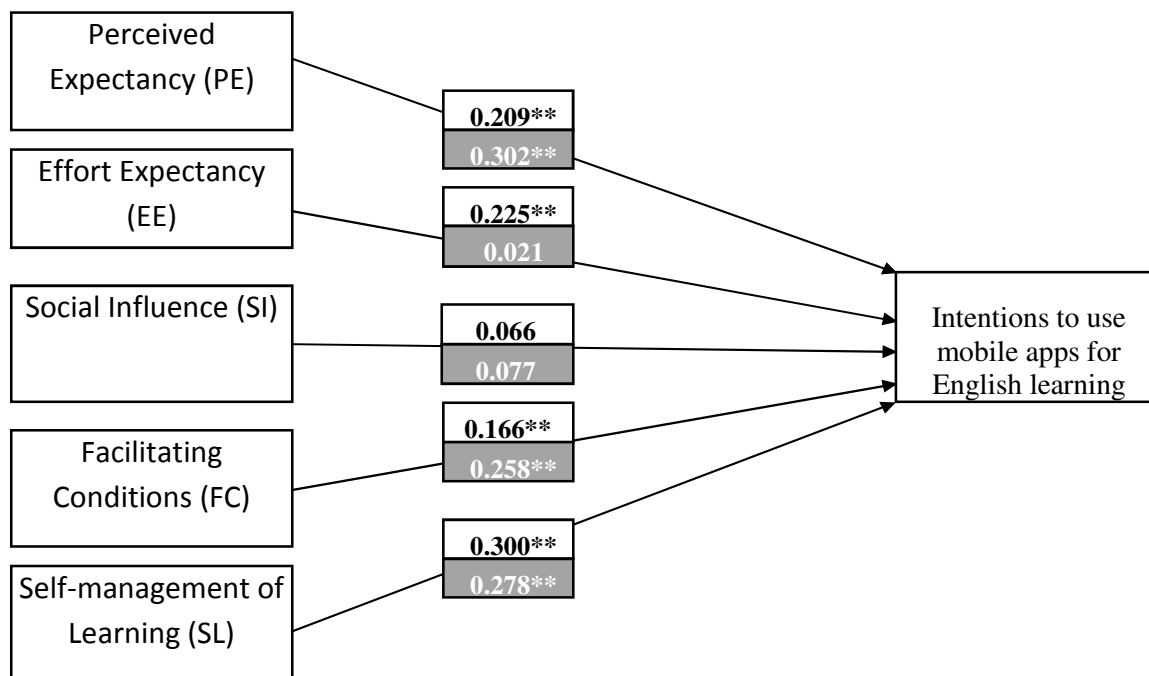 Perceived
Expectancy (PE)
0.209**
0.302**
Effort Expectancy
(EE)
0.225**
0.021
Social Influence (SI)
0.066
0.077
Facilitating
Conditions (FC)
0.166**
0.258**
Self-management of
Learning (SL)
0.300**
0.278**
Intentions to use
mobile apps for
English learning